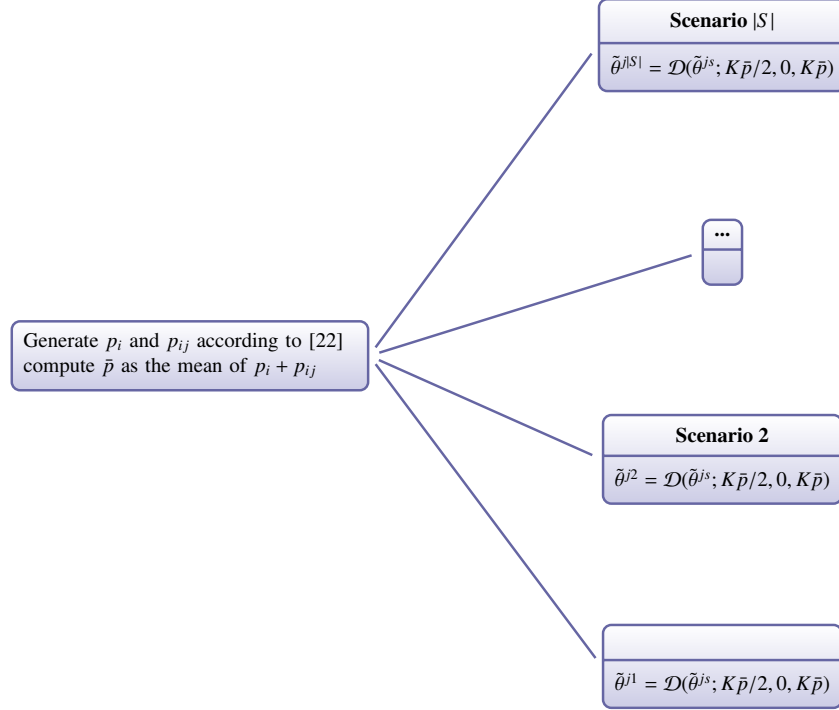 Scenario |S|
θ̃^{j|S|} = 𝒟(θ̃^{js}; Kp̄/2, 0, Kp̄)
...
Generate p_i and p_{ij} according to [22]
compute p̄ as the mean of p_i + p_{ij}
Scenario 2
θ̃^{j2} = 𝒟(θ̃^{js}; Kp̄/2, 0, Kp̄)
θ̃^{j1} = 𝒟(θ̃^{js}; Kp̄/2, 0, Kp̄)